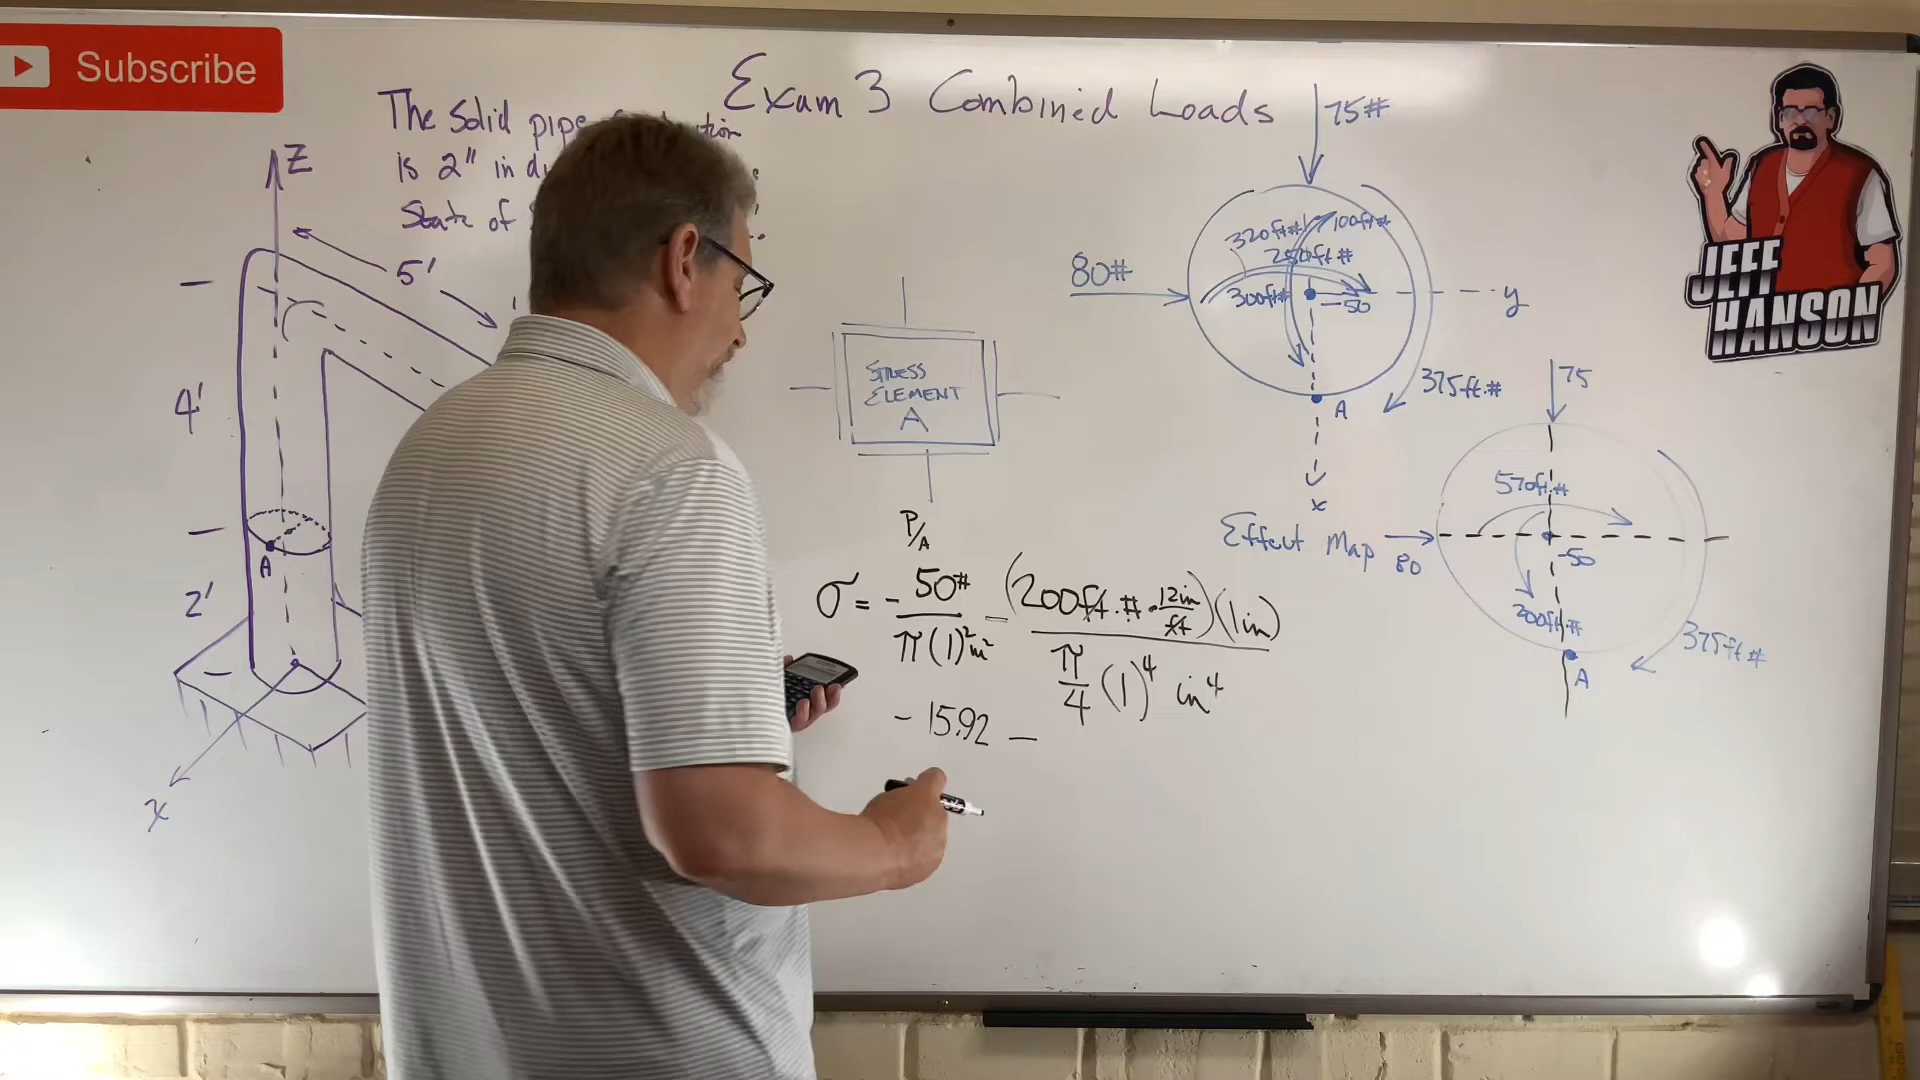 Subscribe
Exam 3 Combined Loads
The Solid pipe
is 2" in
State of
Z
5'
4'
A
2'
x
STRESS
ELEMENT
A
75#
80#
320ft#
100ft#
250ft#
300ft#
-50
y
375ft.#
A
x
Effect Map
80
75
570ft.#
-50
200ft.#
375ft#
A
P/A
σ = - 50# / π(1)² in² - (200ft.# · 12in/ft)(1in) / π/4 (1)⁴ in⁴
- 15.92 -
JEFF
HANSON